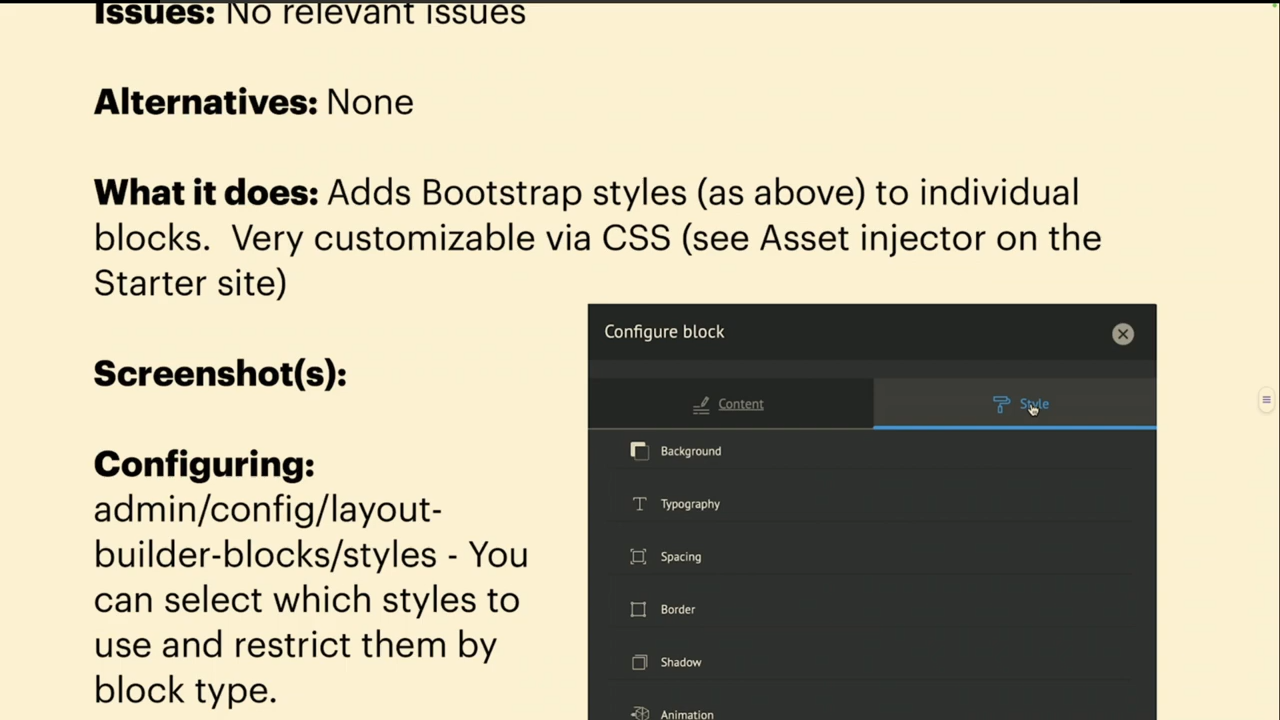 Issues: No relevant issues
Alternatives: None
What it does: Adds Bootstrap styles (as above) to individual
blocks.  Very customizable via CSS (see Asset injector on the
Starter site)
Screenshot(s):
Configuring:
admin/config/layout-
builder-blocks/styles - You
can select which styles to
use and restrict them by
block type.
Configure block
Content
Style
Background
Typography
Spacing
Border
Shadow
Animation